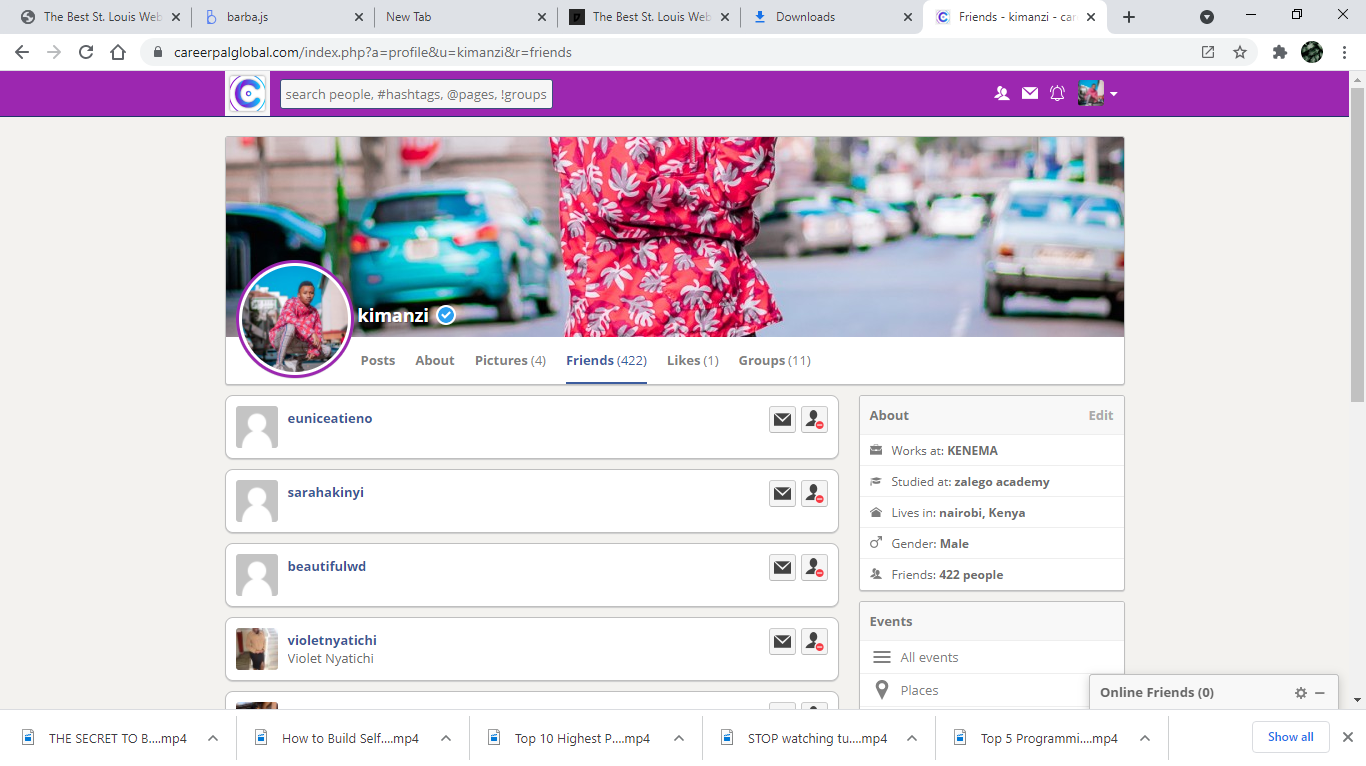 The Best St. Louis Web
barba.js
New Tab
The Best St. Louis Web
Downloads
Friends - kimanzi - car
careerpalglobal.com/index.php?a=profile&u=kimanzi&r=friends
search people, #hashtags, @pages, !groups
kimanzi
Posts About Pictures (4) Friends (422) Likes (1) Groups (11)
euniceatieno
sarahakinyi
beautifulwd
violetnyatichi
Violet Nyatichi
About Edit
Works at: KENEMA
Studied at: zalego academy
Lives in: nairobi, Kenya
Gender: Male
Friends: 422 people
Events
All events
Places
Online Friends (0)
THE SECRET TO B....mp4
How to Build Self....mp4
Top 10 Highest P....mp4
STOP watching tu....mp4
Top 5 Programmi....mp4
Show all